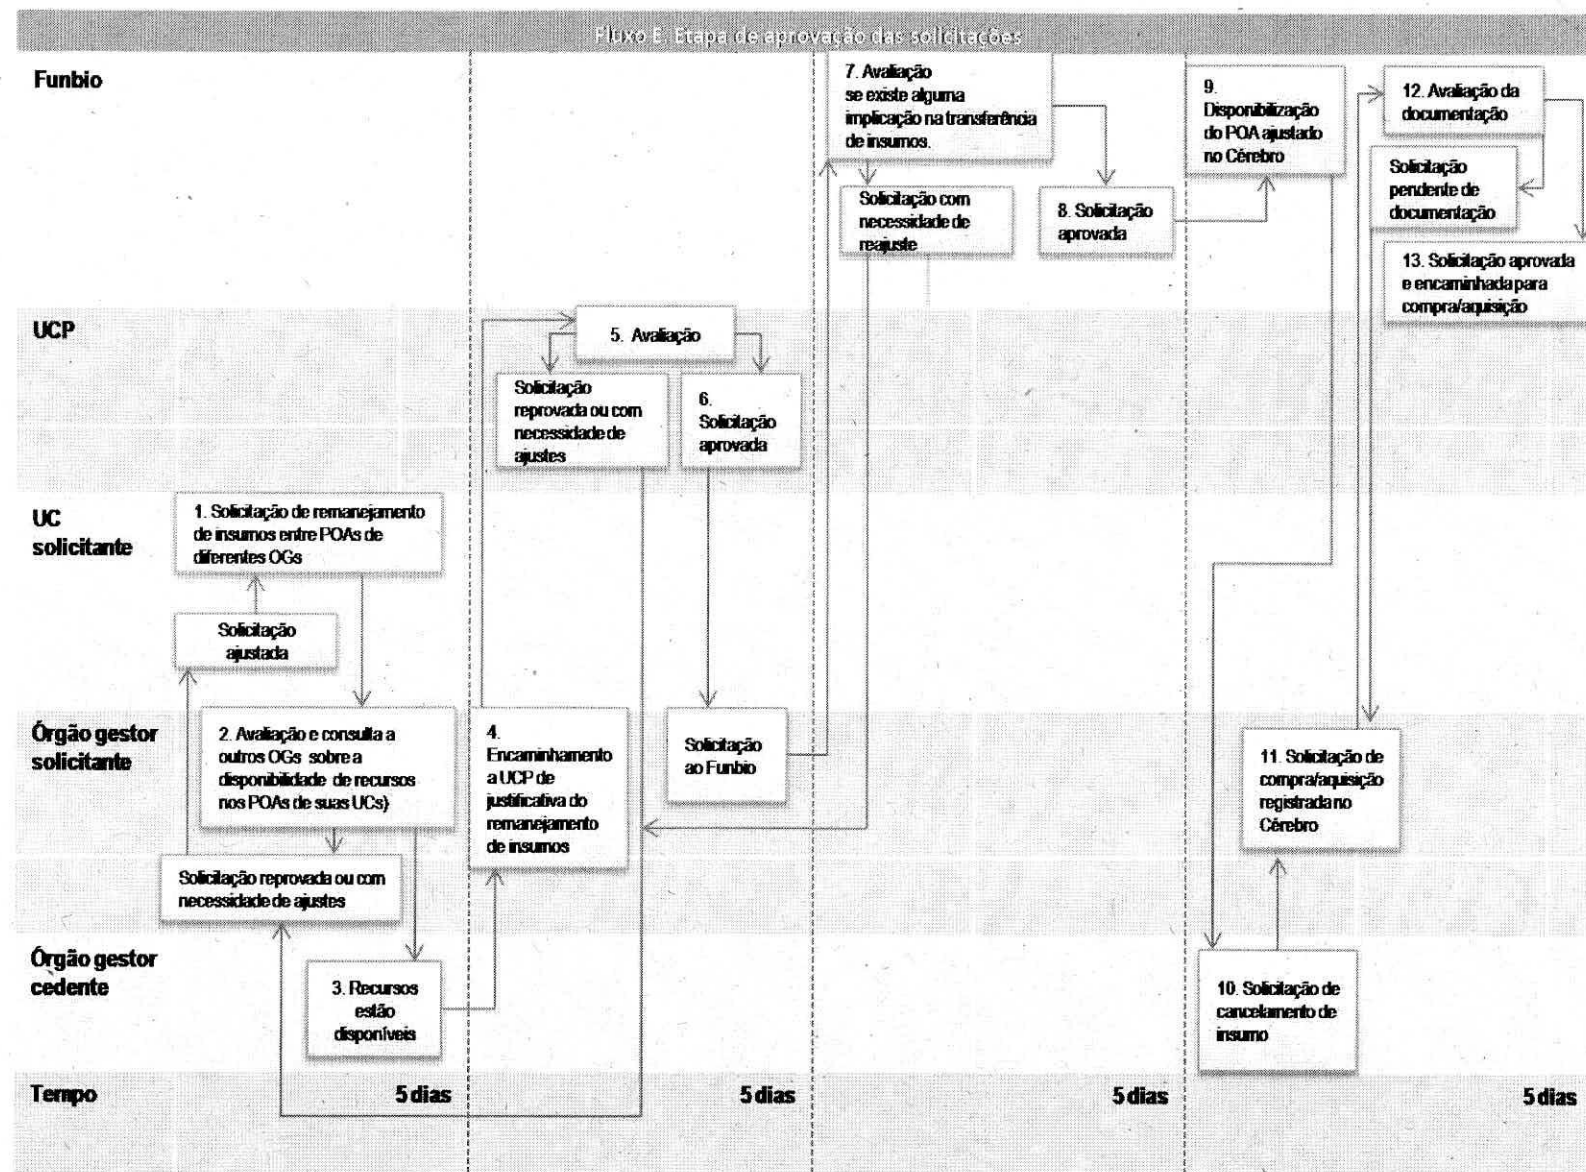 Fluxo E. Etapa de aprovação das solicitações
Funbio
7. Avaliação
se existe alguma
implicação na transferência
de insumos.
Solicitação com
necessidade de
reajuste
8. Solicitação
aprovada
9.
Disponibilização
do POA ajustado
no Cérebro
12. Avaliação da
documentação
Solicitação
pendente de
documentação
13. Solicitação aprovada
e encaminhada para
compra/aquisição
UCP
5. Avaliação
Solicitação
reprovada ou com
necessidade de
ajustes
6.
Solicitação
aprovada
UC
solicitante
1. Solicitação de remanejamento
de insumos entre POAs de
diferentes OGs
Solicitação
ajustada
Órgão gestor
solicitante
2. Avaliação e consulta a
outros OGs sobre a
disponibilidade de recursos
nos POAs de suas UCs)
Solicitação reprovada ou com
necessidade de ajustes
4.
Encaminhamento
a UCP de
justificativa do
remanejamento
de insumos
Solicitação
ao Funbio
11. Solicitação de
compra/aquisição
registrada no
Cérebro
Órgão gestor
cedente
3. Recursos
estão
disponíveis
10. Solicitação de
cancelamento de
insumo
Tempo
5 dias
5 dias
5 dias
5 dias